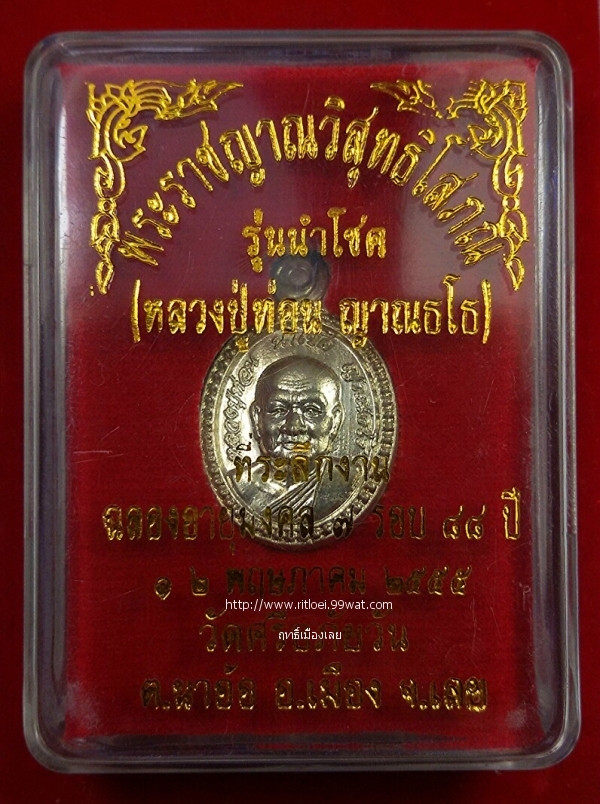 พระราชญาณวิสุทธิโสภณ
รุ่นนำโชค
(หลวงปู่ท่อน ญาณธโร)
ที่ระลึกงาน
ฉลองอายุมงคล ๗ รอบ ๘๔ ปี
๑ ๒ พฤษภาคม ๒๕๕๕
http://www.ritloei.99wat.com
วัดศรีอภัยวัน
ฤทธิ์เมืองเลย
ต.นาอ้อ อ.เมือง จ.เลย